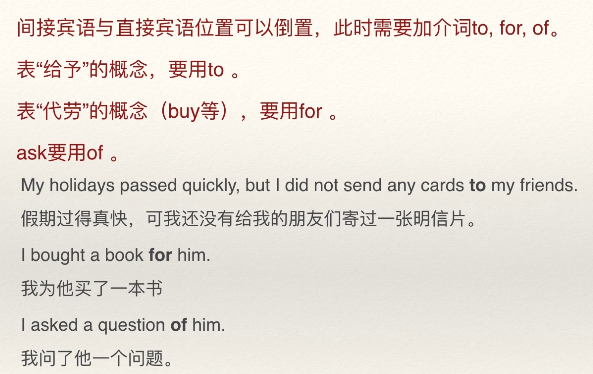 间接宾语与直接宾语位置可以倒置，此时需要加介词to, for, of。
表“给予”的概念，要用to 。
表“代劳”的概念（buy等）, 要用for 。
ask要用of 。
My holidays passed quickly, but I did not send any cards to my friends.
假期过得真快，可我还没有给我的朋友们寄过一张明信片。
I bought a book for him.
我为他买了一本书
I asked a question of him.
我问了他一个问题。